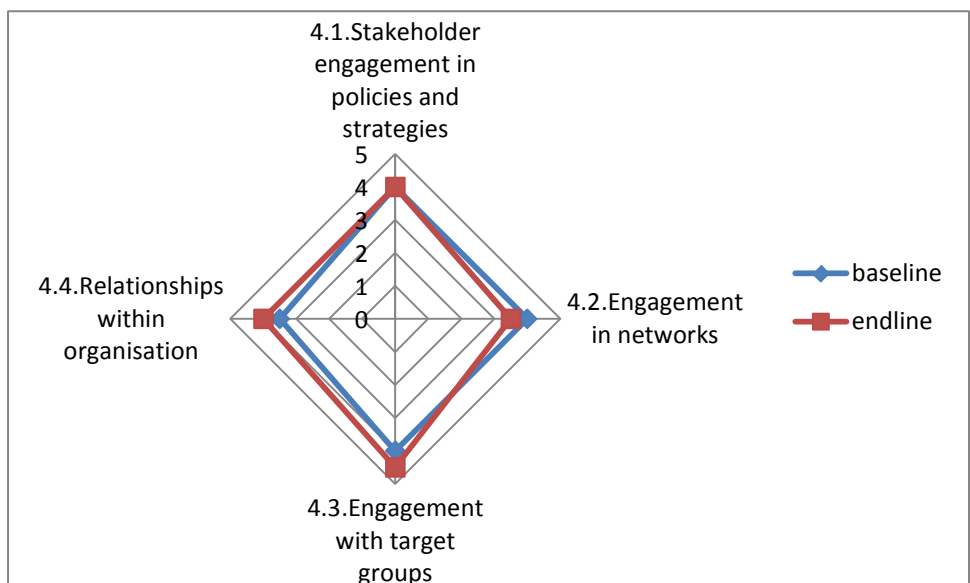 4.1.Stakeholder
engagement in
policies and
strategies
5
4
3
2
1
0
4.4.Relationships
within
organisation
4.2.Engagement
in networks
baseline
endline
4.3.Engagement
with target
groups